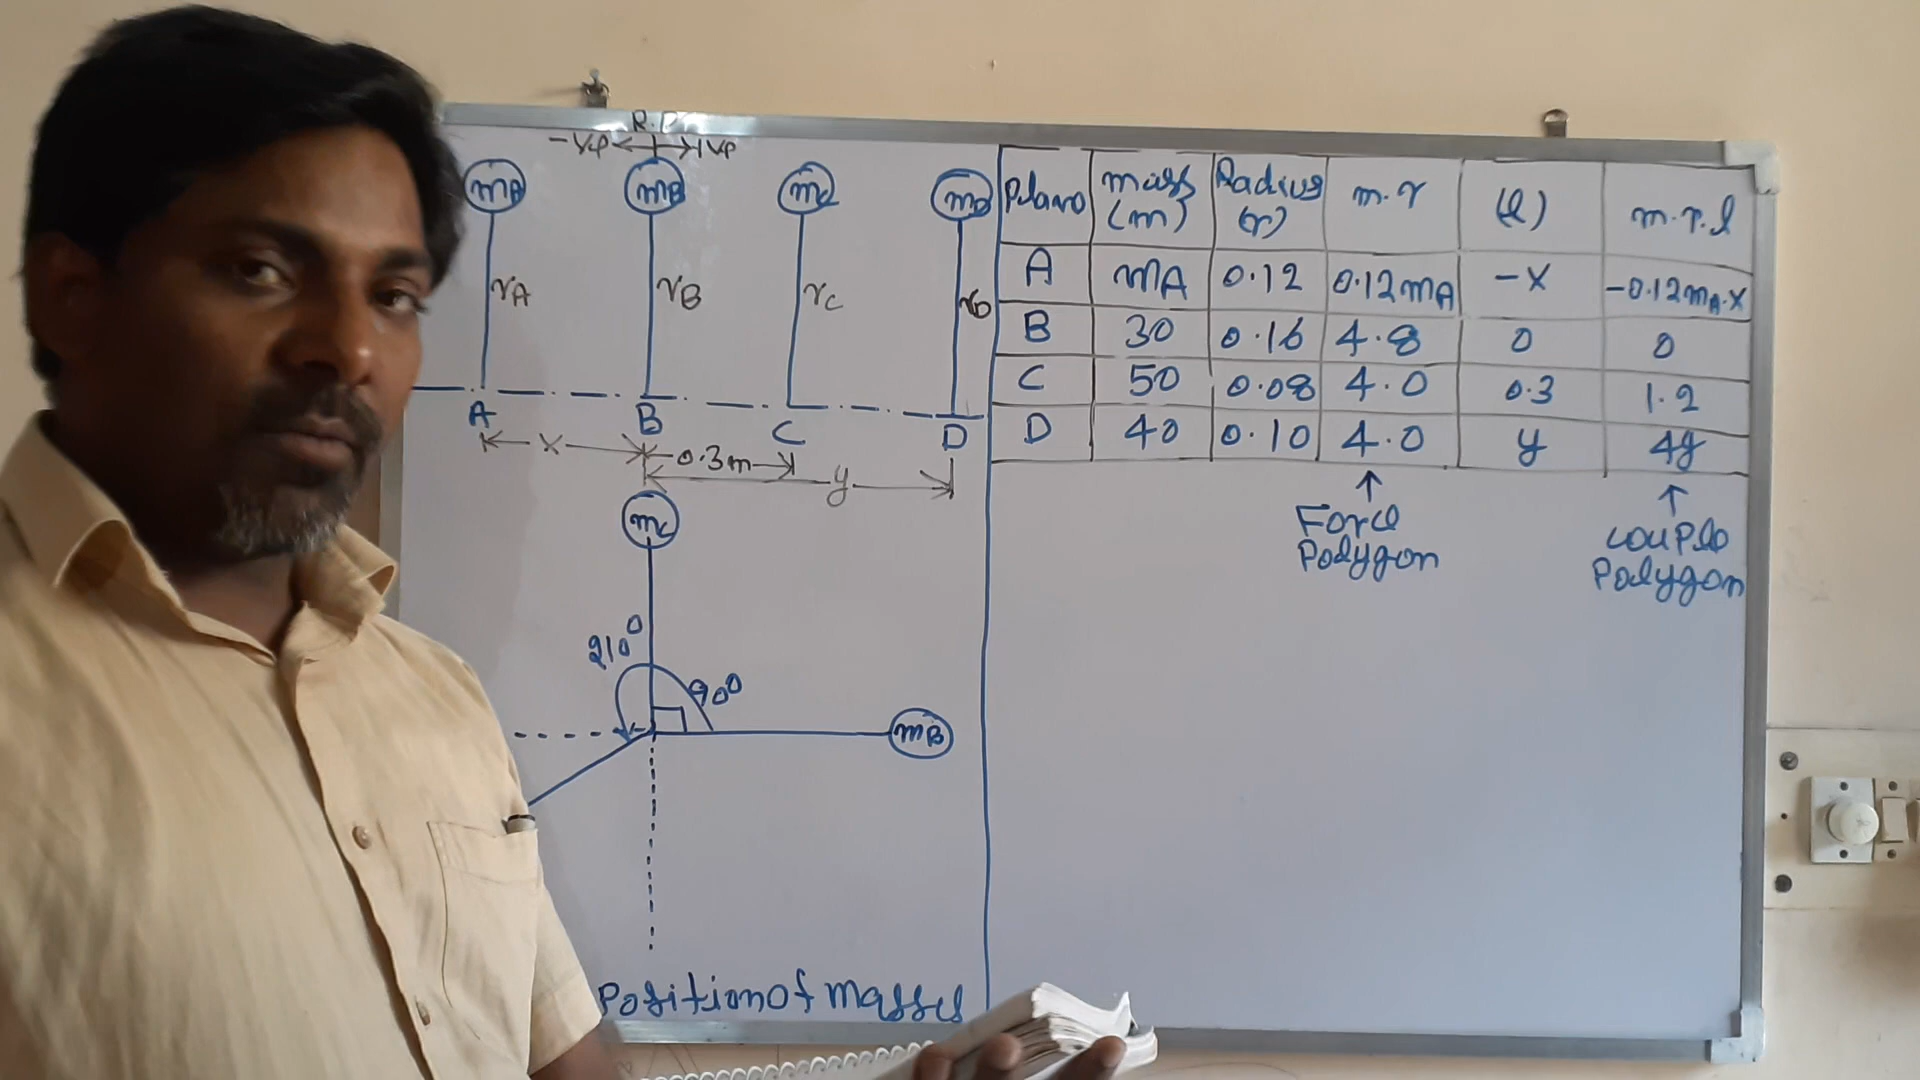 R.P
-ve +ve
mA mB mC mD
rA rB rC rD
A B C D
x 0.3m
y
mC
210°
90°
mB
Position of masses
Plane mass (m) Radius (r) m.r (l) m.r.l
A mA 0.12 0.12mA -x -0.12mA.x
B 30 0.16 4.8 0 0
C 50 0.08 4.0 0.3 1.2
D 40 0.10 4.0 y 4y
↑ ↑
Force Polygon
couple Polygon